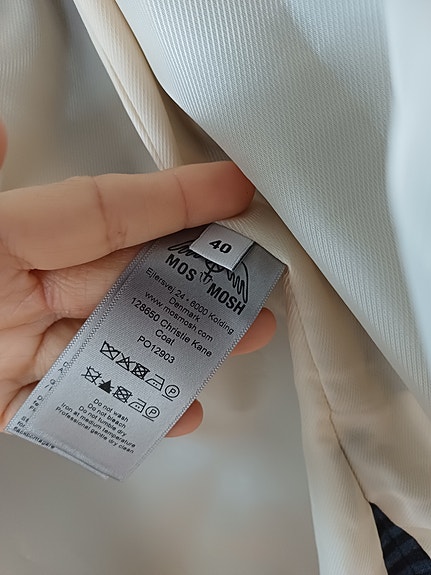 40
MOS MOSH
Ejlersvej 24 • 6000 Kolding
Denmark
www.mosmosh.com
128650 Christie Kane
Coat
PO12903
Do not wash
Do not bleach
Do not tumble dry
Iron at medium temperature
Professional gentle dry clean